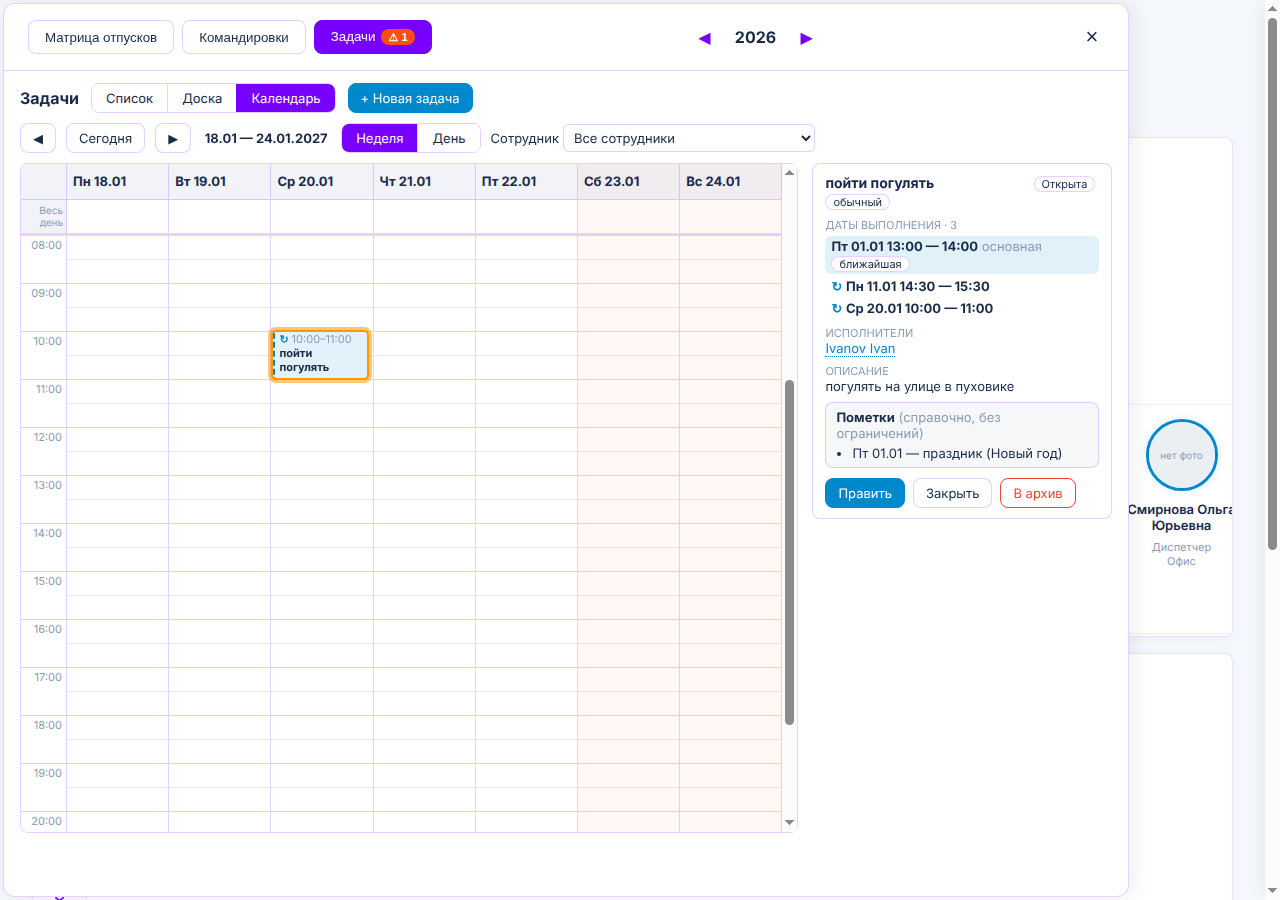 Матрица отпусков
Командировки
Задачи ⚠ 1
◀ 2026 ▶
×
Задачи
Список
Доска
Календарь
+ Новая задача
◀
Сегодня
▶
18.01 — 24.01.2027
Неделя
День
Сотрудник
Все сотрудники
Пн 18.01
Вт 19.01
Ср 20.01
Чт 21.01
Пт 22.01
Сб 23.01
Вс 24.01
Весь
день
08:00
09:00
10:00
11:00
12:00
13:00
14:00
15:00
16:00
17:00
18:00
19:00
20:00
↻ 10:00–11:00
пойти
погулять
пойти погулять
Открыта
обычный
ДАТЫ ВЫПОЛНЕНИЯ · 3
Пт 01.01 13:00 — 14:00 основная
ближайшая
↻ Пн 11.01 14:30 — 15:30
↻ Ср 20.01 10:00 — 11:00
ИСПОЛНИТЕЛИ
Ivanov Ivan
ОПИСАНИЕ
погулять на улице в пуховике
Пометки (справочно, без
ограничений)
• Пт 01.01 — праздник (Новый год)
Править
Закрыть
В архив
нет фото
Смирнова Ольга
Юрьевна
Диспетчер
Офис